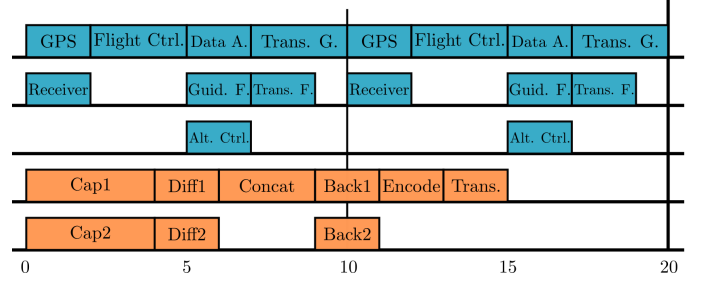 GPS Flight Ctrl. Data A. Trans. G. GPS Flight Ctrl. Data A. Trans. G.
Receiver Guid. F. Trans. F. Receiver Guid. F. Trans. F.
Alt. Ctrl. Alt. Ctrl.
Cap1 Diff1 Concat Back1 Encode Trans.
Cap2 Diff2 Back2
0 5 10 15 20